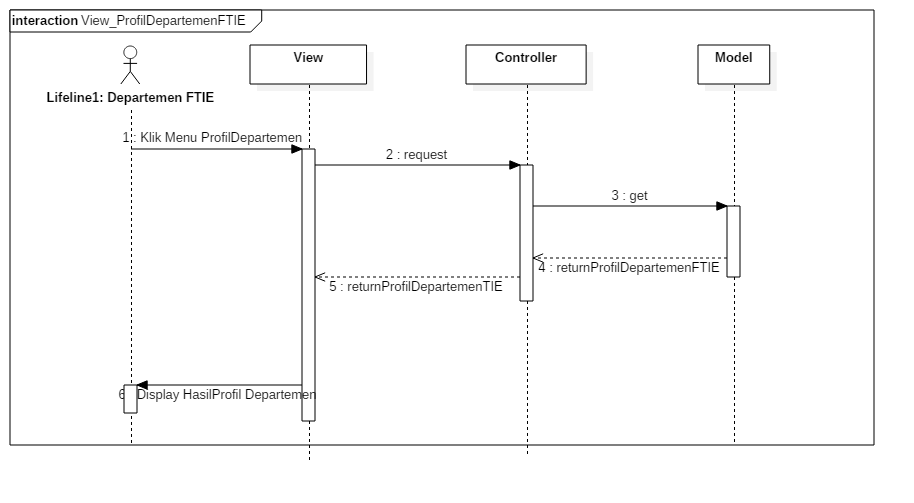 interaction View_ProfilDepartemenFTIE
View
Controller
Model
Lifeline1: Departemen FTIE
1 : Klik Menu ProfilDepartemen
2 : request
3 : get
4 : returnProfilDepartemenFTIE
5 : returnProfilDepartemenTIE
6 : Display HasilProfil Departemen